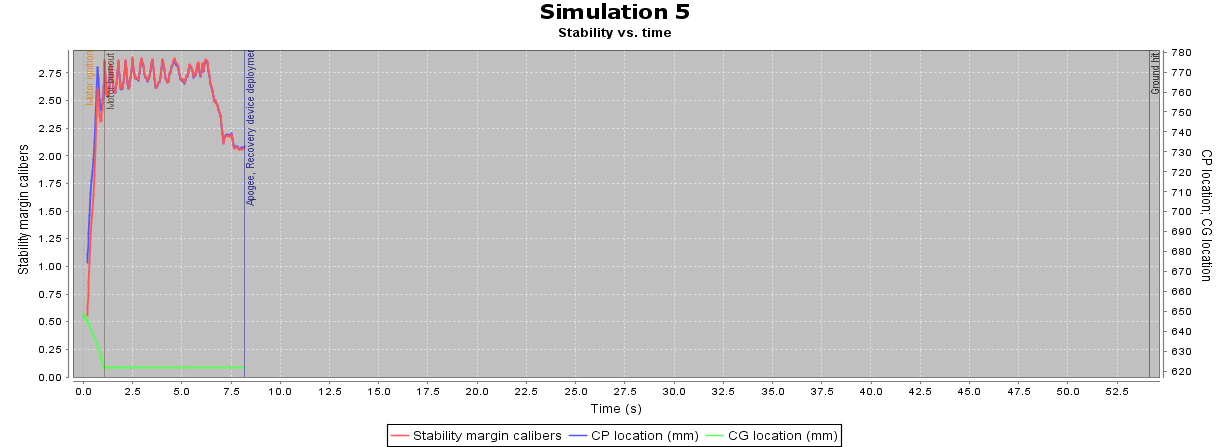 Simulation 5
Stability vs. time
Stability margin calibers
2.75
2.50
2.25
2.00
1.75
1.50
1.25
1.00
0.75
0.50
0.25
0.00
Motor ignition
Motor burnout
Apogee, Recovery device deployment
Ground hit
780
770
760
750
740
730
720
710
700
690
680
670
660
650
640
630
620
CP location; CG location
0.0 2.5 5.0 7.5 10.0 12.5 15.0 17.5 20.0 22.5 25.0 27.5 30.0 32.5 35.0 37.5 40.0 42.5 45.0 47.5 50.0 52.5
Time (s)
Stability margin calibers CP location (mm) CG location (mm)